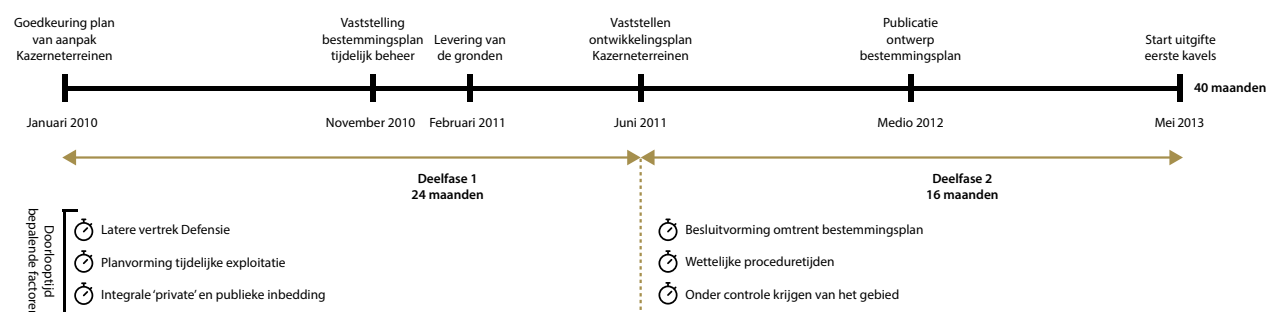 Goedkeuring plan
van aanpak
Kazerneterreinen
Vaststelling
bestemmingsplan
tijdelijk beheer
Levering van
de gronden
Vaststellen
ontwikkelingsplan
Kazerneterreinen
Publicatie
ontwerp
bestemmingsplan
Start uitgifte
eerste kavels
40 maanden
Januari 2010
November 2010
Februari 2011
Juni 2011
Medio 2012
Mei 2013
Deelfase 1
24 maanden
Deelfase 2
16 maanden
Doorlooptijd
bepalende factoren
Latere vertrek Defensie
Planvorming tijdelijke exploitatie
Integrale ‘private’ en publieke inbedding
Besluitvorming omtrent bestemmingsplan
Wettelijke proceduretijden
Onder controle krijgen van het gebied